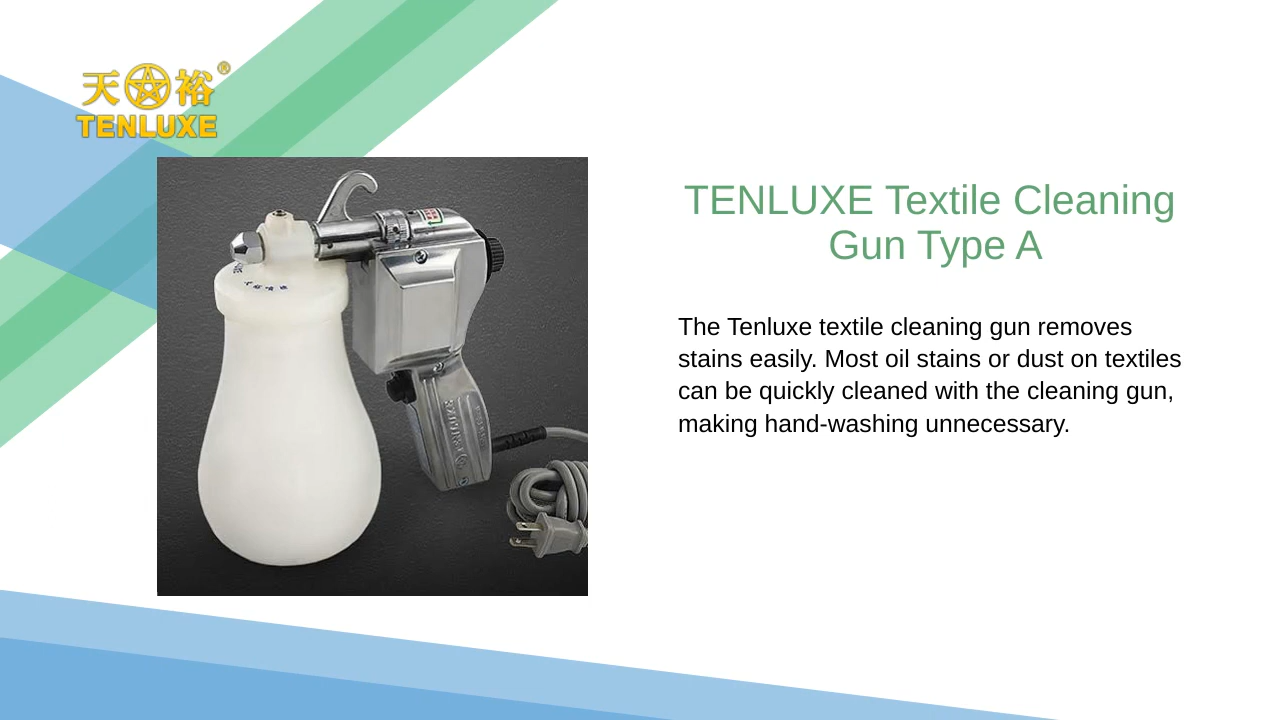 天裕®
TENLUXE
TENLUXE Textile Cleaning
Gun Type A
The Tenluxe textile cleaning gun removes
stains easily. Most oil stains or dust on textiles
can be quickly cleaned with the cleaning gun,
making hand-washing unnecessary.